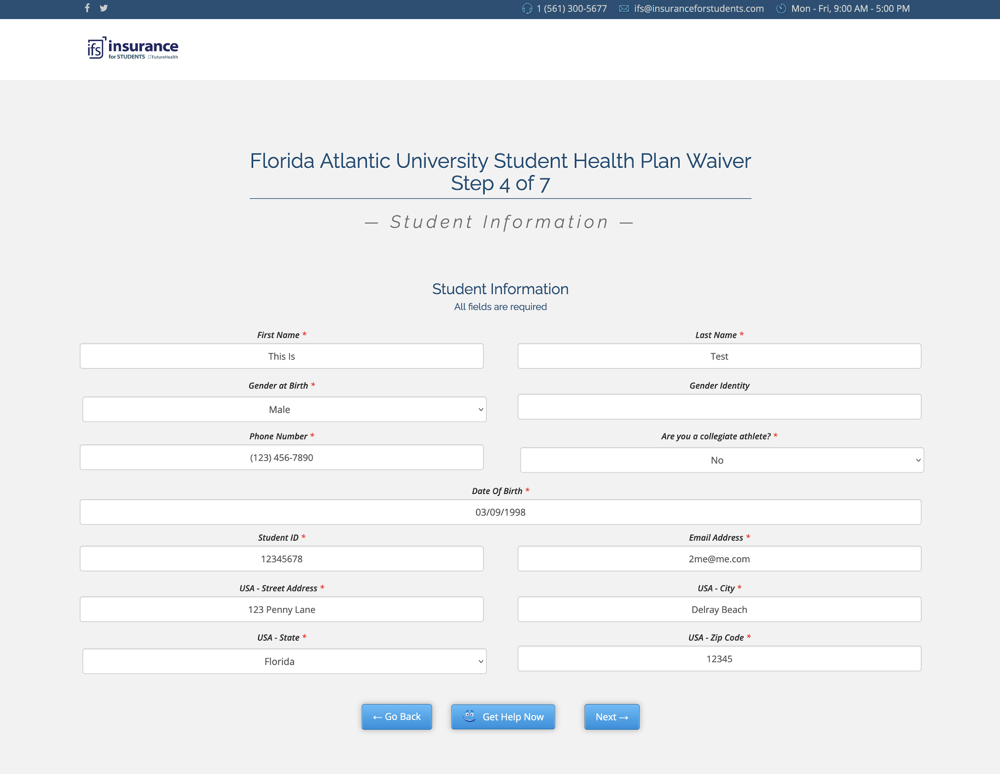 1 (561) 300-5677 ifs@insuranceforstudents.com Mon - Fri, 9:00 AM - 5:00 PM
ifs insurance
for STUDENTS FutureHealth
Florida Atlantic University Student Health Plan Waiver
Step 4 of 7
— Student Information —
Student Information
All fields are required
First Name * Last Name *
This Is Test
Gender at Birth * Gender Identity
Male
Phone Number * Are you a collegiate athlete? *
(123) 456-7890 No
Date Of Birth *
03/09/1998
Student ID * Email Address *
12345678 2me@me.com
USA - Street Address * USA - City *
123 Penny Lane Delray Beach
USA - State * USA - Zip Code *
Florida 12345
← Go Back Get Help Now Next →